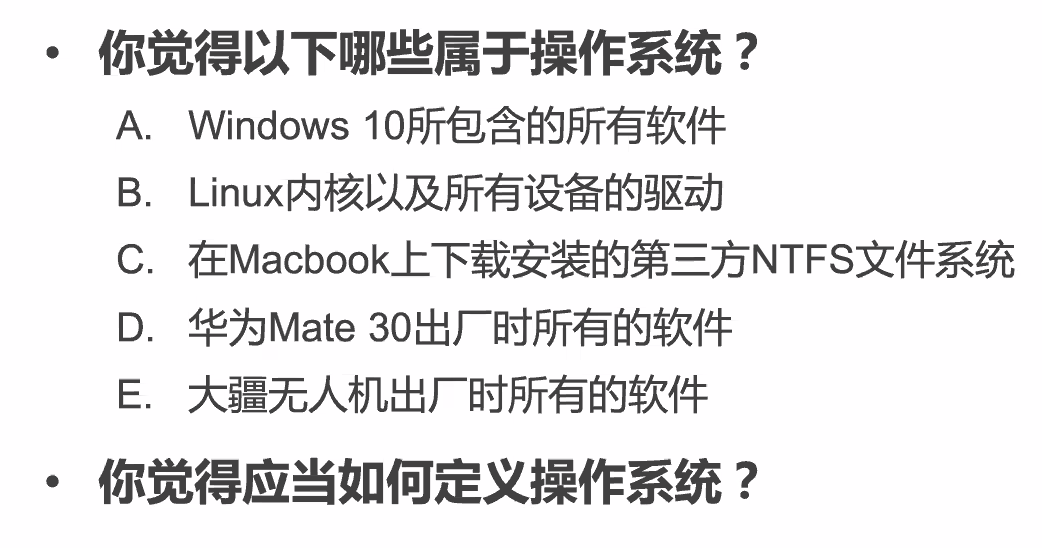 • 你觉得以下哪些属于操作系统？
A. Windows 10所包含的所有软件
B. Linux内核以及所有设备的驱动
C. 在Macbook上下载安装的第三方NTFS文件系统
D. 华为Mate 30出厂时所有的软件
E. 大疆无人机出厂时所有的软件
• 你觉得应当如何定义操作系统？